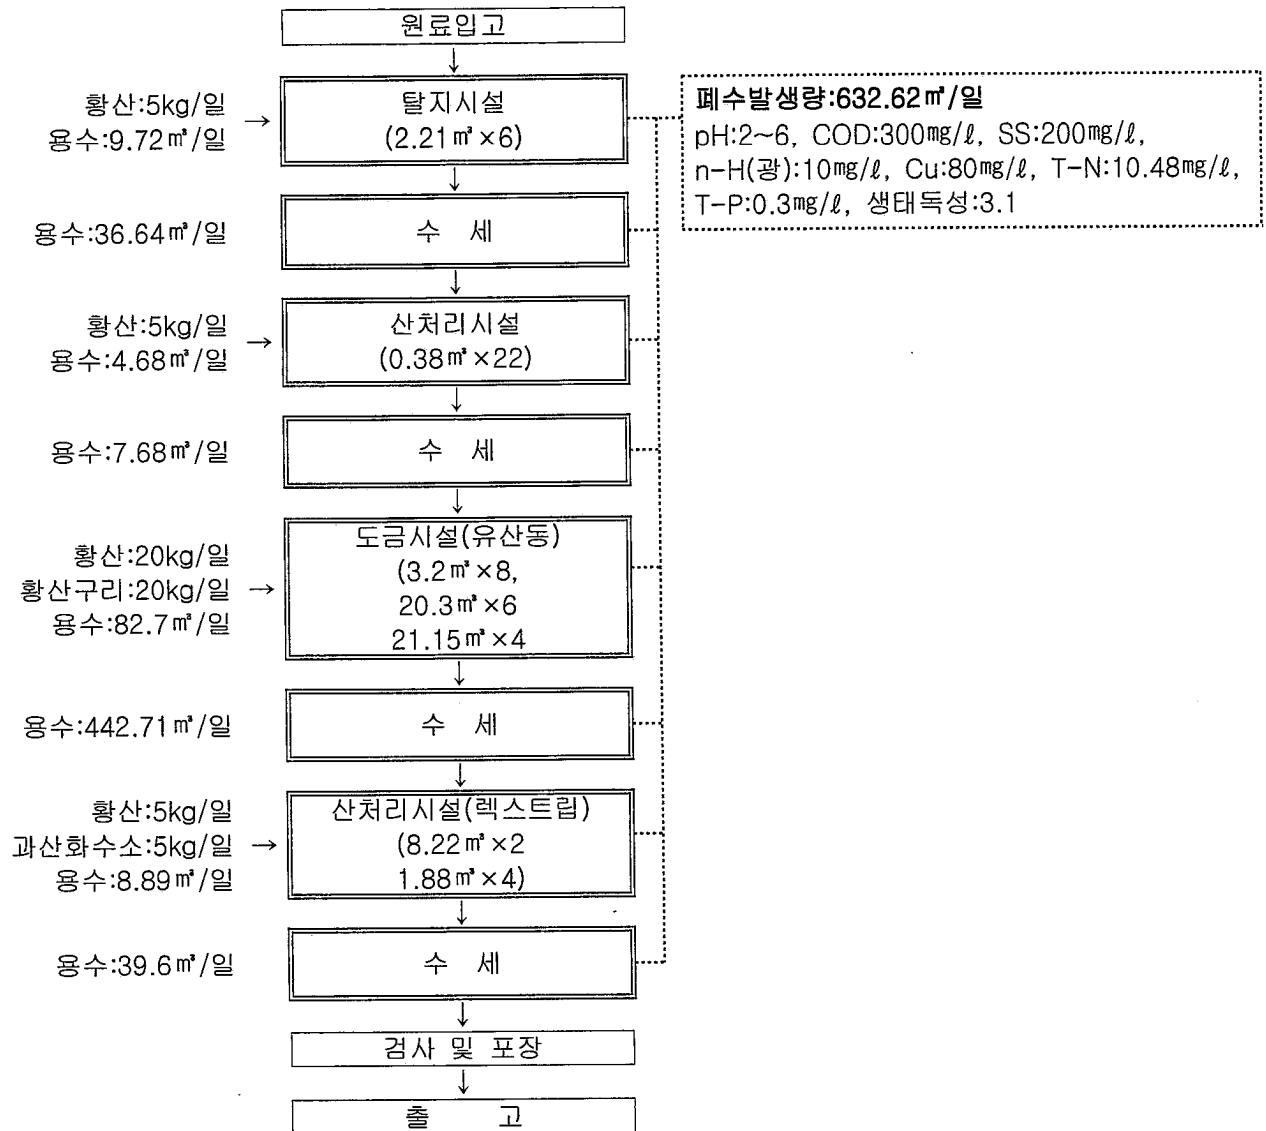 원료입고
황산:5kg/일
용수:9.72㎥/일
→
탈지시설
(2.21㎥×6)
폐수발생량:632.62㎥/일
pH:2~6, COD:300㎎/ℓ, SS:200㎎/ℓ,
n-H(광):10㎎/ℓ, Cu:80㎎/ℓ, T-N:10.48㎎/ℓ,
T-P:0.3㎎/ℓ, 생태독성:3.1
용수:36.64㎥/일
수 세
황산:5kg/일
용수:4.68㎥/일
→
산처리시설
(0.38㎥×22)
용수:7.68㎥/일
수 세
황산:20kg/일
황산구리:20kg/일
용수:82.7㎥/일
→
도금시설(유산동)
(3.2㎥×8,
20.3㎥×6
21.15㎥×4
용수:442.71㎥/일
수 세
황산:5kg/일
과산화수소:5kg/일
용수:8.89㎥/일
→
산처리시설(렉스트립)
(8.22㎥×2
1.88㎥×4)
용수:39.6㎥/일
수 세
검사 및 포장
출 고